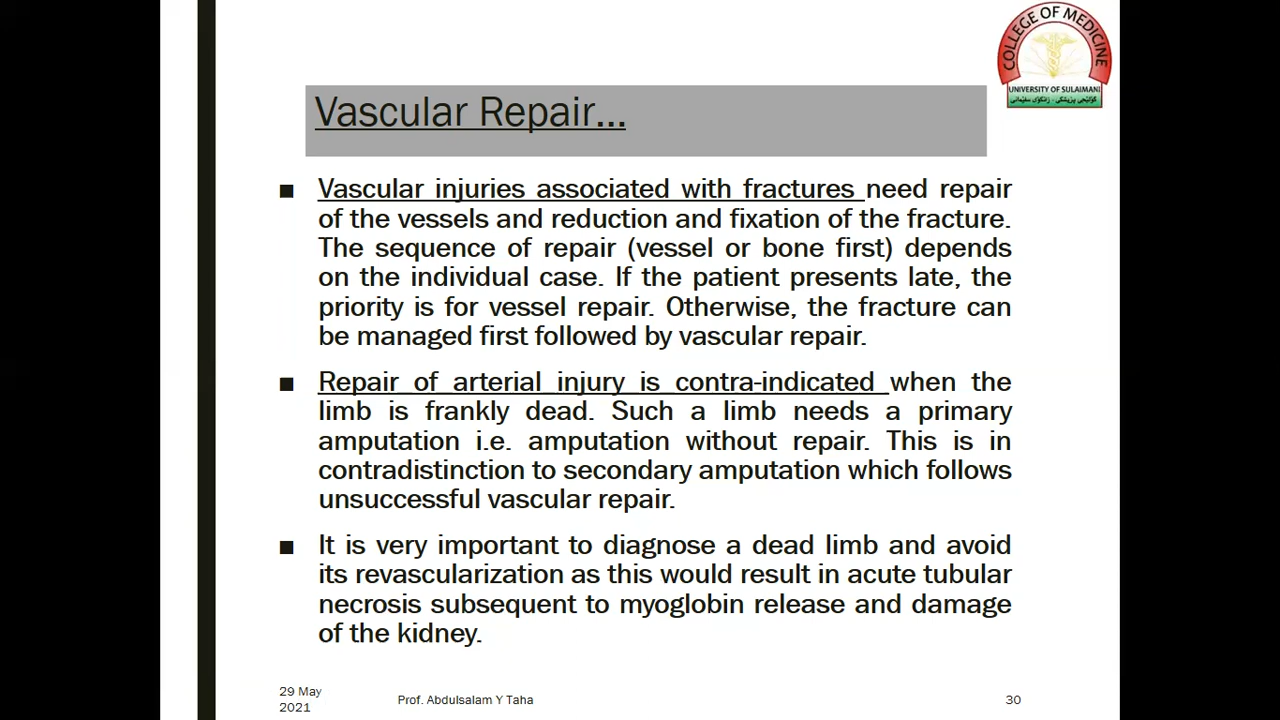 COLLEGE OF MEDICINE
UNIVERSITY OF SULAIMANI
Vascular Repair...
■ Vascular injuries associated with fractures need repair
of the vessels and reduction and fixation of the fracture.
The sequence of repair (vessel or bone first) depends
on the individual case. If the patient presents late, the
priority is for vessel repair. Otherwise, the fracture can
be managed first followed by vascular repair.
■ Repair of arterial injury is contra-indicated when the
limb is frankly dead. Such a limb needs a primary
amputation i.e. amputation without repair. This is in
contradistinction to secondary amputation which follows
unsuccessful vascular repair.
■ It is very important to diagnose a dead limb and avoid
its revascularization as this would result in acute tubular
necrosis subsequent to myoglobin release and damage
of the kidney.
29 May
2021
Prof. Abdulsalam Y Taha
30